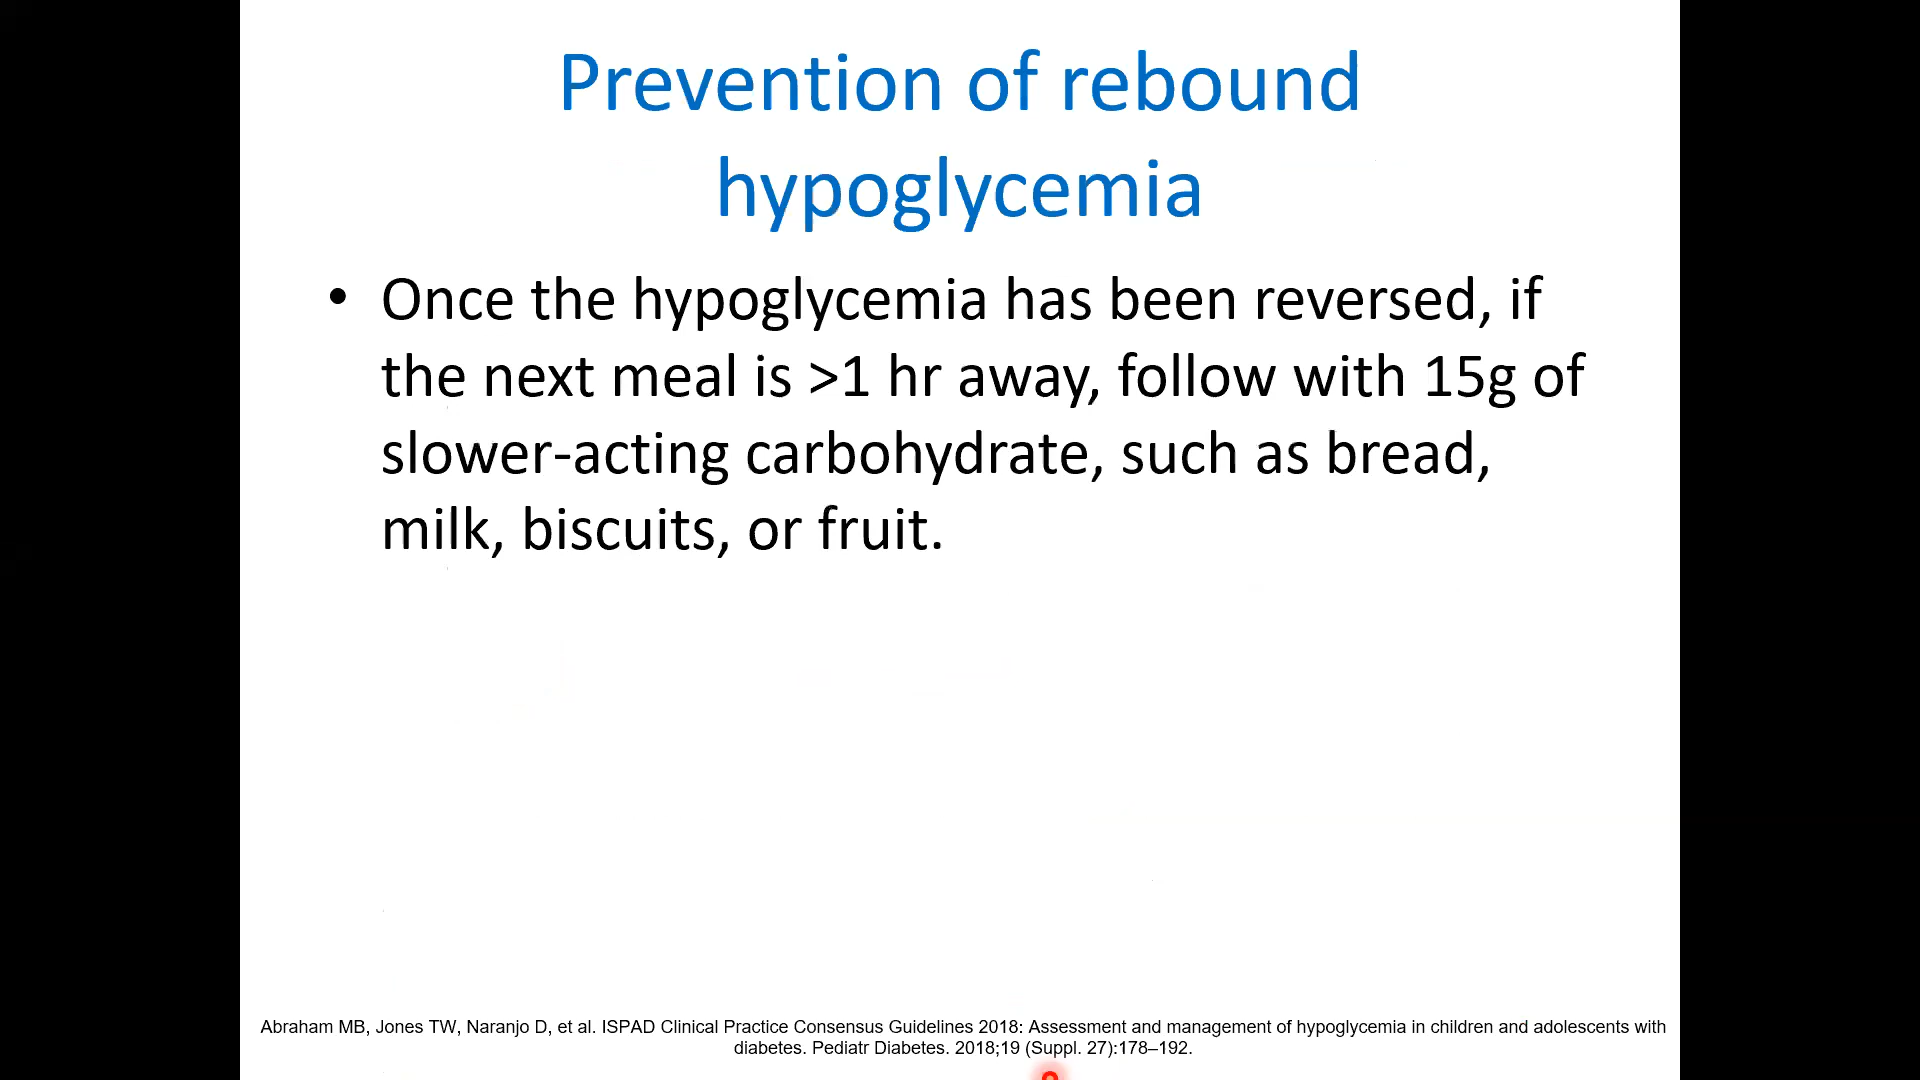 Prevention of rebound
hypoglycemia
• Once the hypoglycemia has been reversed, if
the next meal is >1 hr away, follow with 15g of
slower-acting carbohydrate, such as bread,
milk, biscuits, or fruit.
Abraham MB, Jones TW, Naranjo D, et al. ISPAD Clinical Practice Consensus Guidelines 2018: Assessment and management of hypoglycemia in children and adolescents with
diabetes. Pediatr Diabetes. 2018;19 (Suppl. 27):178–192.